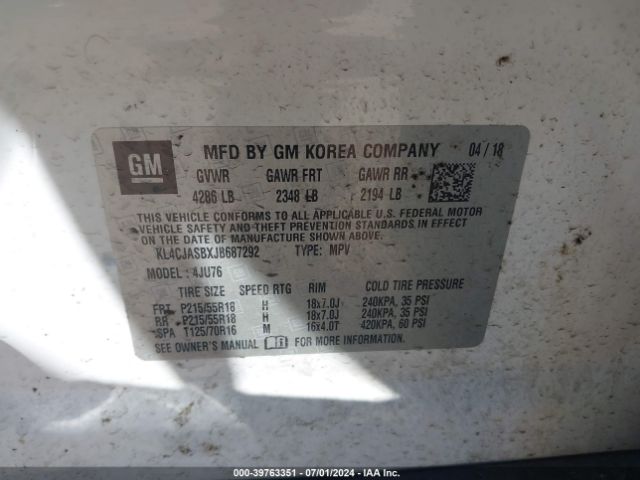 GM MFD BY GM KOREA COMPANY 04/18
GVWR GAWR FRT GAWR RR
4286 LB 2348 LB 2194 LB
THIS VEHICLE CONFORMS TO ALL APPLICABLE U.S. FEDERAL MOTOR
VEHICLE SAFETY AND THEFT PREVENTION STANDARDS IN EFFECT ON
THE DATE OF MANUFACTURE SHOWN ABOVE.
KL4CJASBXJB687292 TYPE: MPV
MODEL: 4JU76
TIRE SIZE SPEED RTG RIM COLD TIRE PRESSURE
FRT P215/55R18 H 18x7.0J 240KPA, 35 PSI
RR P215/55R18 H 18x7.0J 240KPA, 35 PSI
SPA T125/70R16 M 16x4.0T 420KPA, 60 PSI
SEE OWNER'S MANUAL FOR MORE INFORMATION.
000-39763351 / 07/01/2024 - IAA Inc.